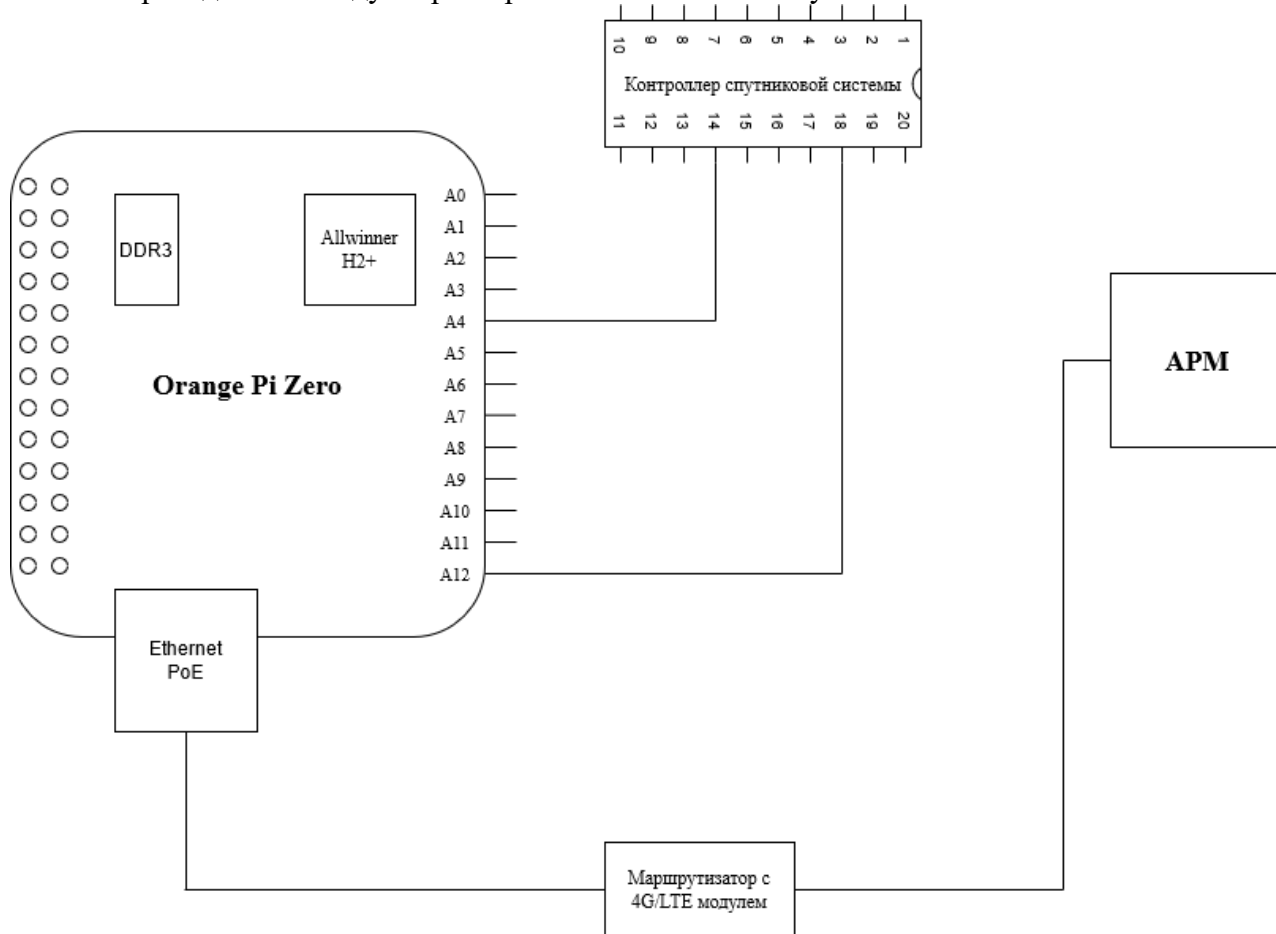 10 9 8 7 6 5 4 3 2 1
Контроллер спутниковой системы
11 12 13 14 15 16 17 18 19 20
A0
A1
A2
A3
A4
A5
A6
A7
A8
A9
A10
A11
A12
DDR3
Allwinner
H2+
Orange Pi Zero
Ethernet
PoE
АРМ
Маршрутизатор с
4G/LTE модулем